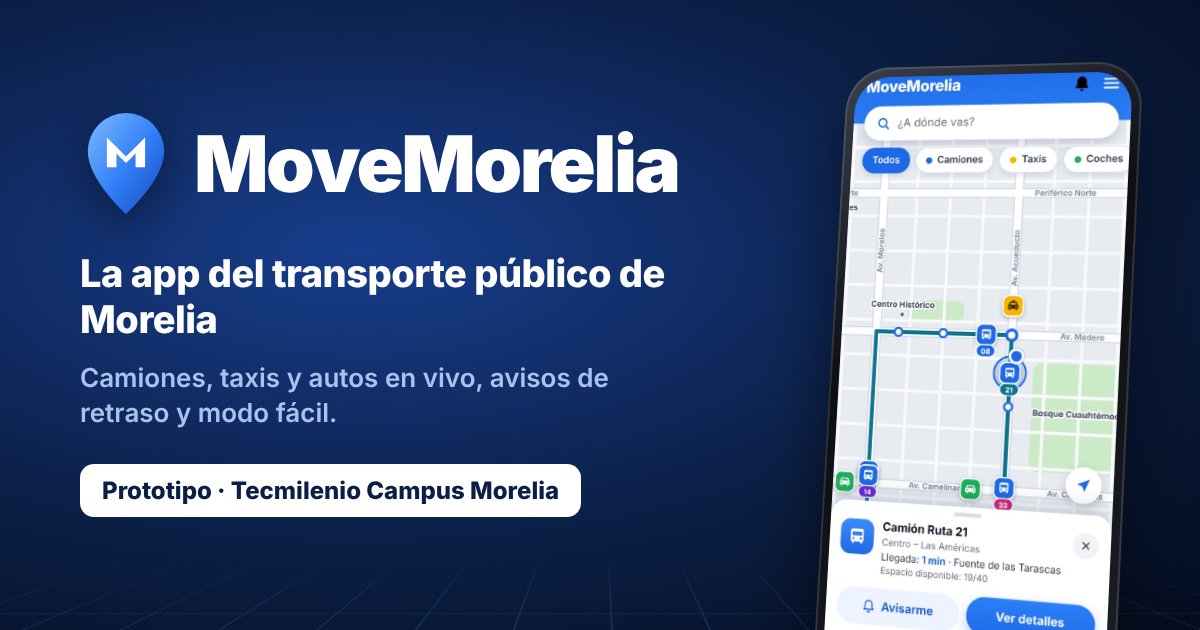 M
MoveMorelia
La app del transporte público de
Morelia
Camiones, taxis y autos en vivo, avisos de
retraso y modo fácil.
Prototipo · Tecmilenio Campus Morelia
MoveMorelia
¿A dónde vas?
Todos
Camiones
Taxis
Coches
Periférico Norte
Av. Morelos
Av. Acueducto
Centro Histórico
Av. Madero
08
21
Bosque Cuauhtémoc
Av. Camelinas
14
33
Camión Ruta 21
Centro – Las Américas
Llegada: 1 min · Fuente de las Tarascas
Espacio disponible: 19/40
Avisarme
Ver detalles